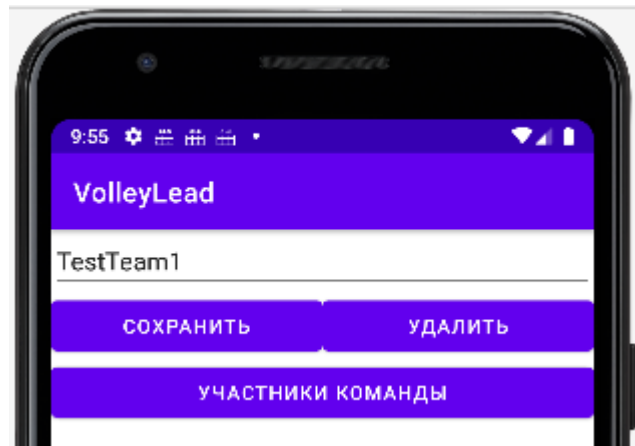 9:55
VolleyLead
TestTeam1
СОХРАНИТЬ УДАЛИТЬ
УЧАСТНИКИ КОМАНДЫ